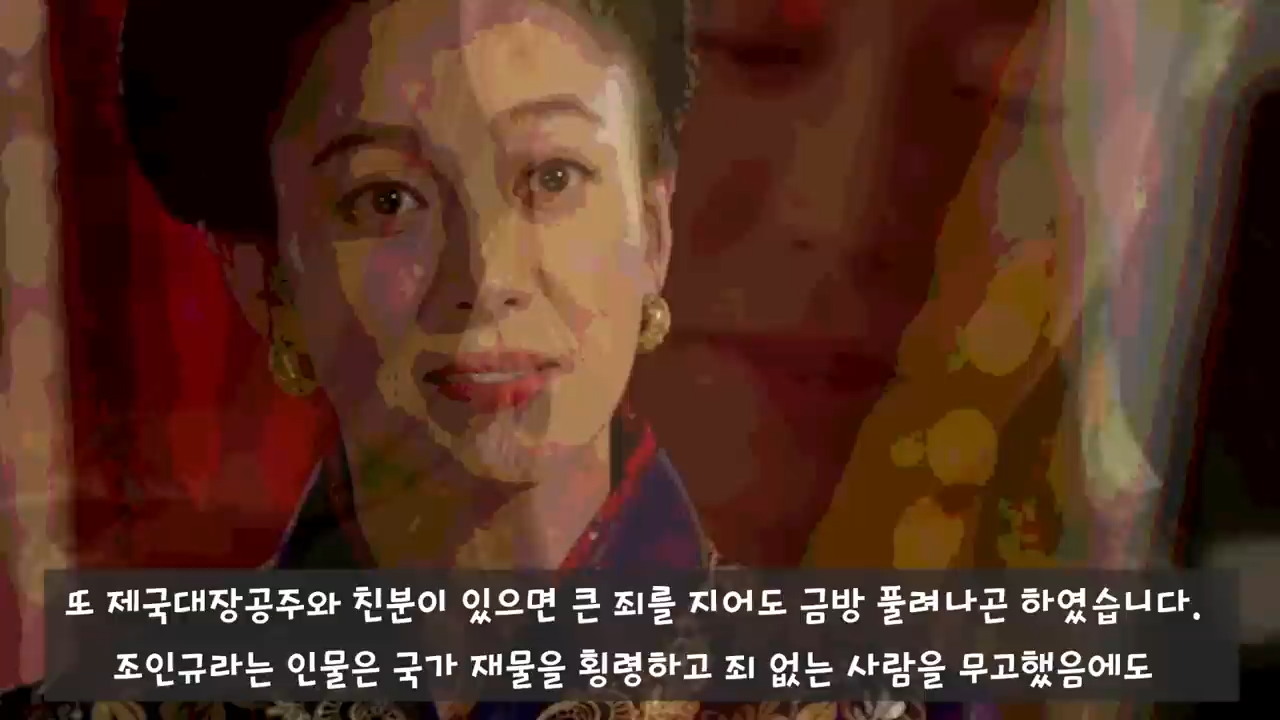 또 제국대장공주와 친분이 있으면 큰 죄를 지어도 금방 풀려나곤 하였습니다.
조인규라는 인물은 국가 재물을 횡령하고 죄 없는 사람을 무고했음에도